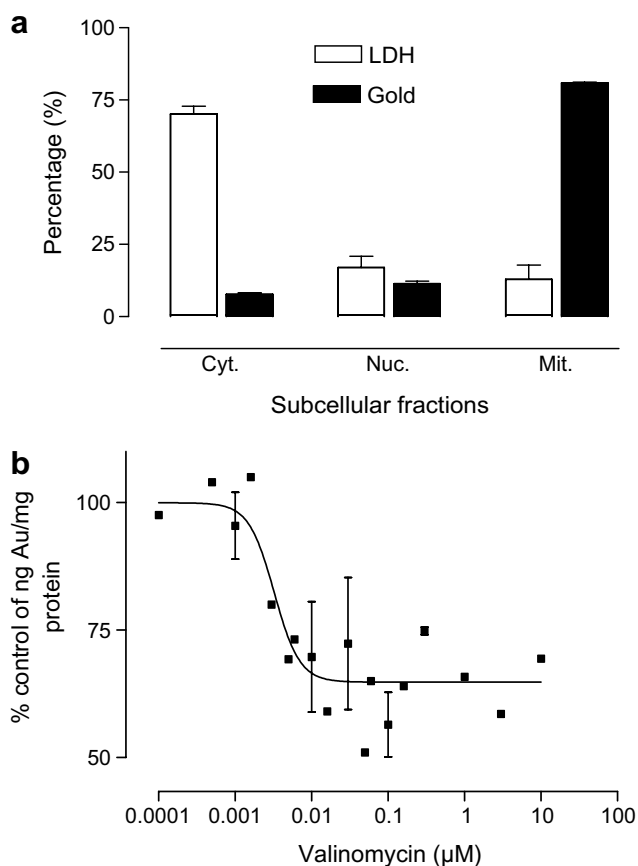 a
100
75
50
25
0
Percentage (%)
LDH
Gold
Cyt. Nuc. Mit.
Subcellular fractions
b
100
75
50
% control of ng Au/mg
protein
0.0001 0.001 0.01 0.1 1 10 100
Valinomycin (µM)